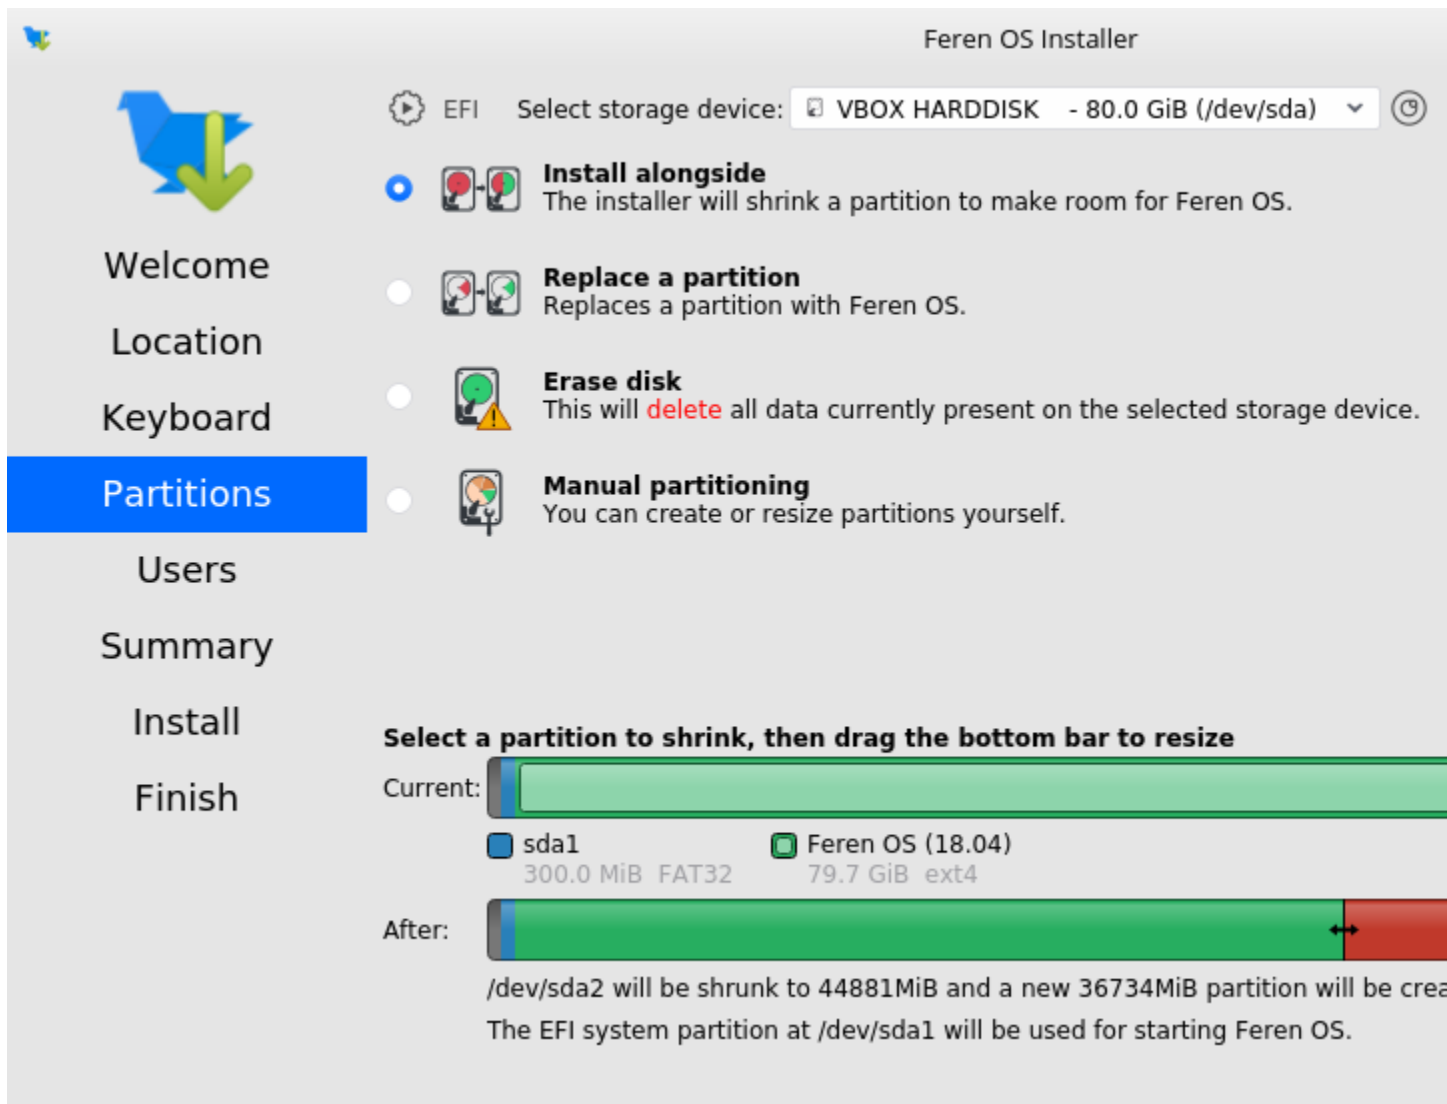 Feren OS Installer
EFI Select storage device: VBOX HARDDISK - 80.0 GiB (/dev/sda)
Install alongside
The installer will shrink a partition to make room for Feren OS.
Replace a partition
Replaces a partition with Feren OS.
Erase disk
This will delete all data currently present on the selected storage device.
Manual partitioning
You can create or resize partitions yourself.
Welcome
Location
Keyboard
Partitions
Users
Summary
Install
Finish
Select a partition to shrink, then drag the bottom bar to resize
Current:
sda1 Feren OS (18.04)
300.0 MiB FAT32 79.7 GiB ext4
After:
/dev/sda2 will be shrunk to 44881MiB and a new 36734MiB partition will be crea
The EFI system partition at /dev/sda1 will be used for starting Feren OS.